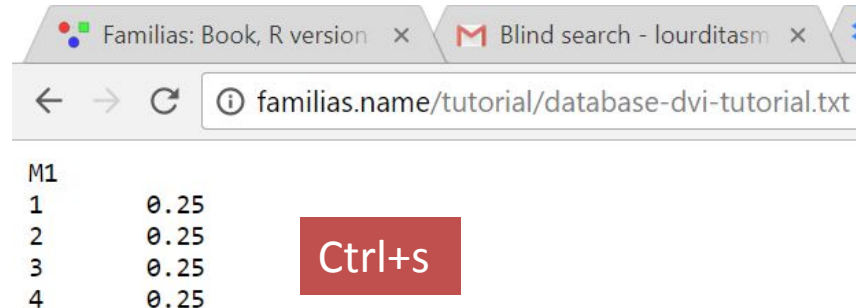 Familias: Book, R version
Blind search - lourditasm
familias.name/tutorial/database-dvi-tutorial.txt
M1
1 0.25
2 0.25
3 0.25
Ctrl+s
4 0.25